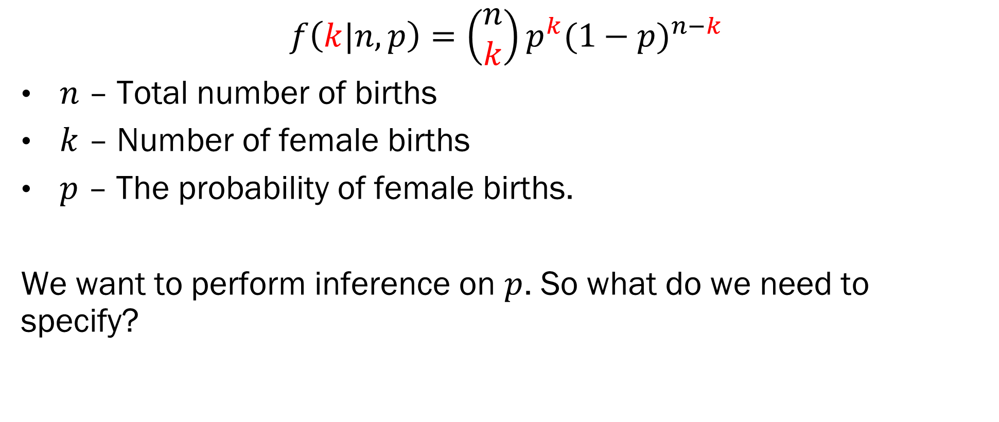 f(k|n, p) = (n k) p^k (1 − p)^{n−k}
• n – Total number of births
• k – Number of female births
• p – The probability of female births.
We want to perform inference on p. So what do we need to
specify?